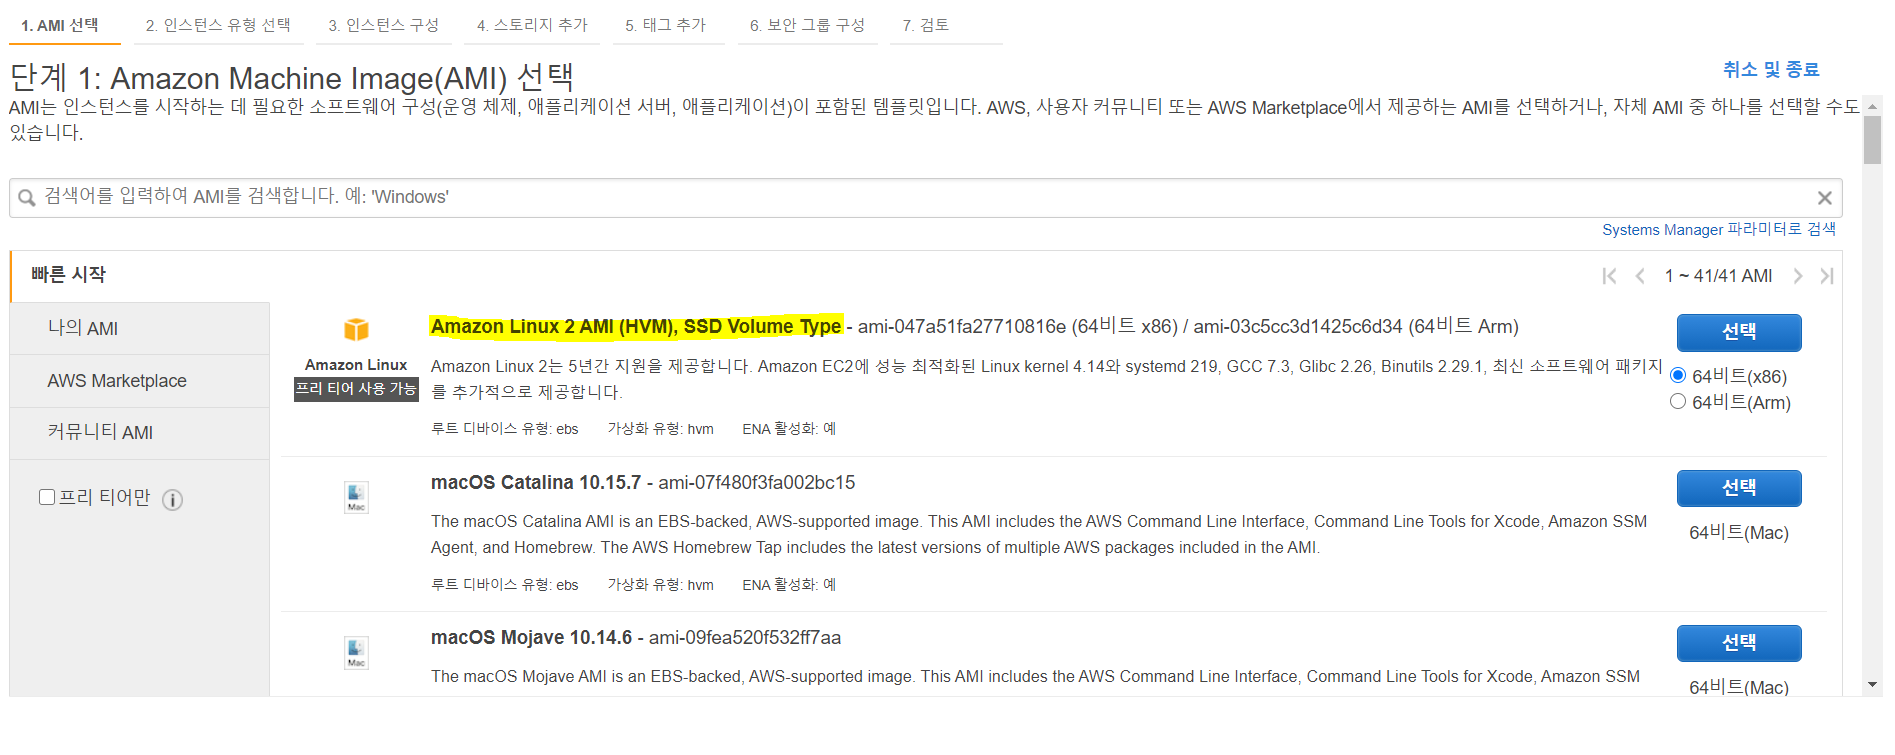 1. AMI 선택 2. 인스턴스 유형 선택 3. 인스턴스 구성 4. 스토리지 추가 5. 태그 추가 6. 보안 그룹 구성 7. 검토
단계 1: Amazon Machine Image(AMI) 선택
취소 및 종료
AMI는 인스턴스를 시작하는 데 필요한 소프트웨어 구성(운영 체제, 애플리케이션 서버, 애플리케이션)이 포함된 템플릿입니다. AWS, 사용자 커뮤니티 또는 AWS Marketplace에서 제공하는 AMI를 선택하거나, 자체 AMI 중 하나를 선택할 수도
있습니다.
검색어를 입력하여 AMI를 검색합니다. 예: 'Windows'
Systems Manager 파라미터로 검색
빠른 시작
1 ~ 41/41 AMI
나의 AMI
AWS Marketplace
커뮤니티 AMI
프리 티어만
Amazon Linux
프리 티어 사용 가능
Amazon Linux 2 AMI (HVM), SSD Volume Type - ami-047a51fa27710816e (64비트 x86) / ami-03c5cc3d1425c6d34 (64비트 Arm)
Amazon Linux 2는 5년간 지원을 제공합니다. Amazon EC2에 성능 최적화된 Linux kernel 4.14와 systemd 219, GCC 7.3, Glibc 2.26, Binutils 2.29.1, 최신 소프트웨어 패키지
를 추가적으로 제공합니다.
루트 디바이스 유형: ebs 가상화 유형: hvm ENA 활성화: 예
선택
64비트(x86)
64비트(Arm)
Mac
macOS Catalina 10.15.7 - ami-07f480f3fa002bc15
The macOS Catalina AMI is an EBS-backed, AWS-supported image. This AMI includes the AWS Command Line Interface, Command Line Tools for Xcode, Amazon SSM
Agent, and Homebrew. The AWS Homebrew Tap includes the latest versions of multiple AWS packages included in the AMI.
루트 디바이스 유형: ebs 가상화 유형: hvm ENA 활성화: 예
선택
64비트(Mac)
Mac
macOS Mojave 10.14.6 - ami-09fea520f532ff7aa
The macOS Mojave AMI is an EBS-backed, AWS-supported image. This AMI includes the AWS Command Line Interface, Command Line Tools for Xcode, Amazon SSM
선택
64비트(Mac)